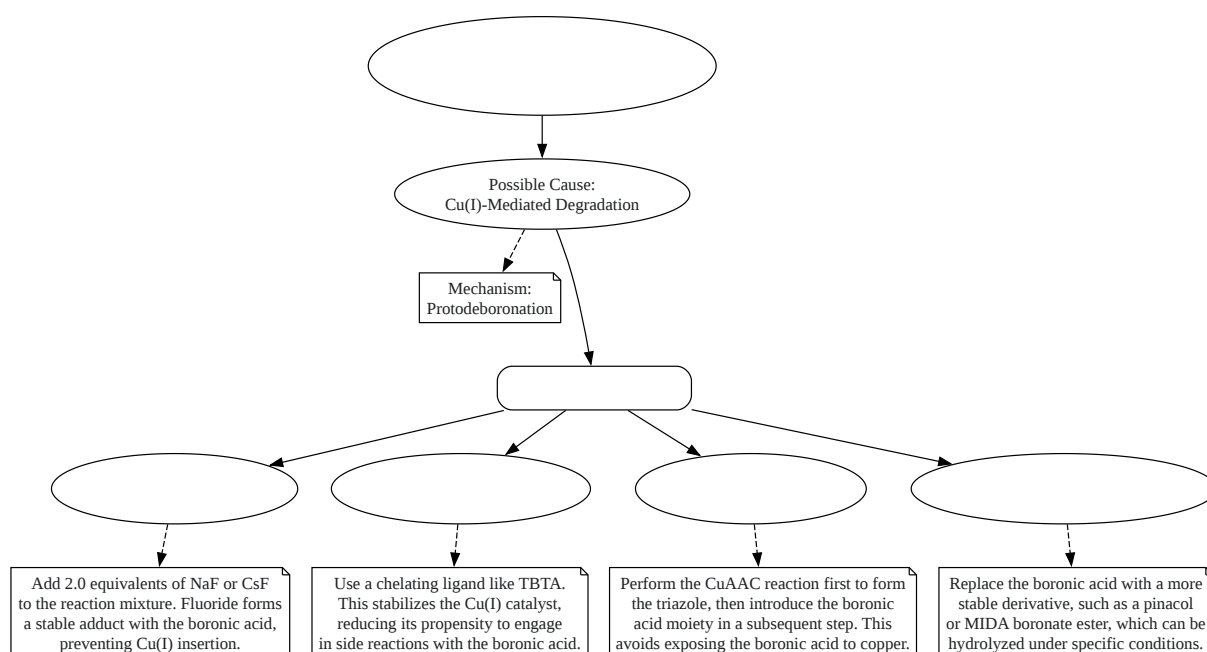 Possible Cause:
Cu(I)-Mediated Degradation
Mechanism:
Protodeboronation
Add 2.0 equivalents of NaF or CsF
to the reaction mixture. Fluoride forms
a stable adduct with the boronic acid,
preventing Cu(I) insertion.
Use a chelating ligand like TBTA.
This stabilizes the Cu(I) catalyst,
reducing its propensity to engage
in side reactions with the boronic acid.
Perform the CuAAC reaction first to form
the triazole, then introduce the boronic
acid moiety in a subsequent step. This
avoids exposing the boronic acid to copper.
Replace the boronic acid with a more
stable derivative, such as a pinacol
or MIDA boronate ester, which can be
hydrolyzed under specific conditions.